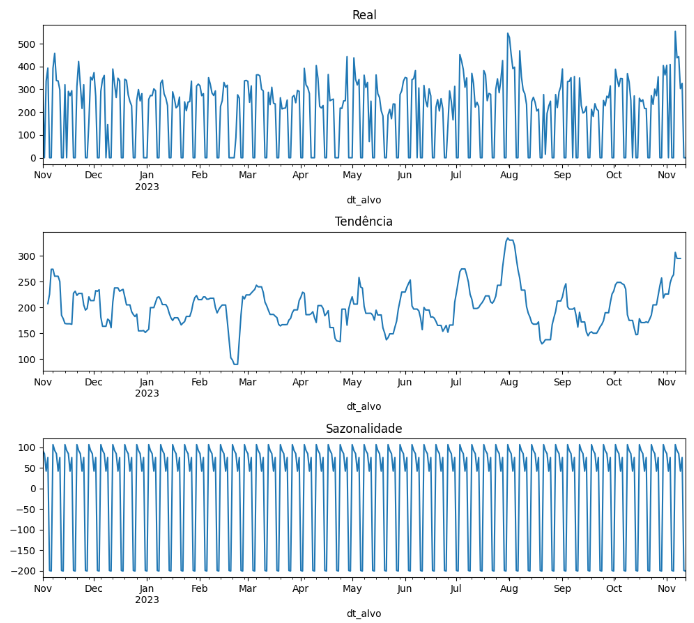 Real
500
400
300
200
100
0
Nov Dec Jan Feb Mar Apr May Jun Jul Aug Sep Oct Nov
2023
dt_alvo
Tendência
300
250
200
150
100
Nov Dec Jan Feb Mar Apr May Jun Jul Aug Sep Oct Nov
2023
dt_alvo
Sazonalidade
100
50
0
−50
−100
−150
−200
Nov Dec Jan Feb Mar Apr May Jun Jul Aug Sep Oct Nov
2023
dt_alvo